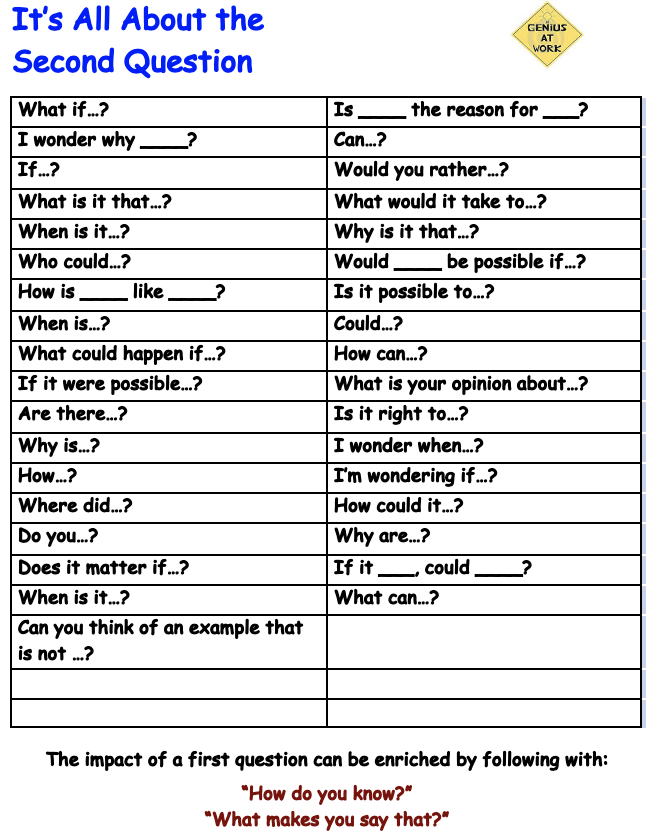 It's All About the
Second Question
GENiUS
AT
WORK
What if…?
Is _____ the reason for ____?
I wonder why _____?
Can…?
If…?
Would you rather…?
What is it that…?
What would it take to…?
When is it…?
Why is it that…?
Who could…?
Would _____ be possible if…?
How is _____ like _____?
Is it possible to…?
When is…?
Could…?
What could happen if…?
How can…?
If it were possible…?
What is your opinion about…?
Are there…?
Is it right to…?
Why is…?
I wonder when…?
How…?
I'm wondering if…?
Where did…?
How could it…?
Do you…?
Why are…?
Does it matter if…?
If it ____, could _____?
When is it…?
What can…?
Can you think of an example that
is not …?
The impact of a first question can be enriched by following with:
“How do you know?”
“What makes you say that?”